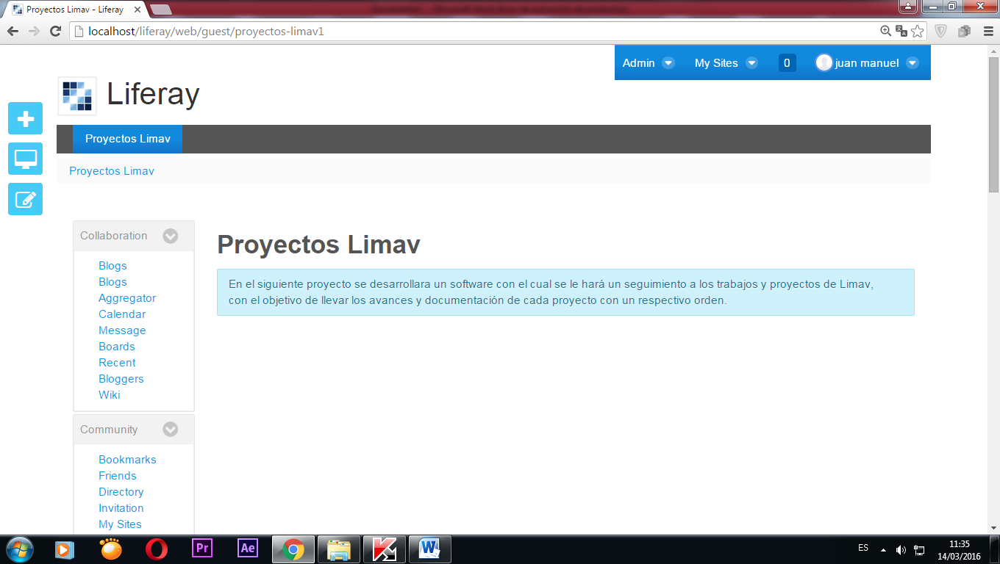 Proyectos Limav - Liferay
localhost/liferay/web/guest/proyectos-limav1
Admin My Sites 0 juan manuel
Liferay
Proyectos Limav
Proyectos Limav
Collaboration
Blogs
Blogs
Aggregator
Calendar
Message
Boards
Recent
Bloggers
Wiki
Community
Bookmarks
Friends
Directory
Invitation
My Sites
Proyectos Limav
En el siguiente proyecto se desarrollara un software con el cual se le hará un seguimiento a los trabajos y proyectos de Limav,
con el objetivo de llevar los avances y documentación de cada proyecto con un respectivo orden.
Pr Ae
ES
11:35
14/03/2016